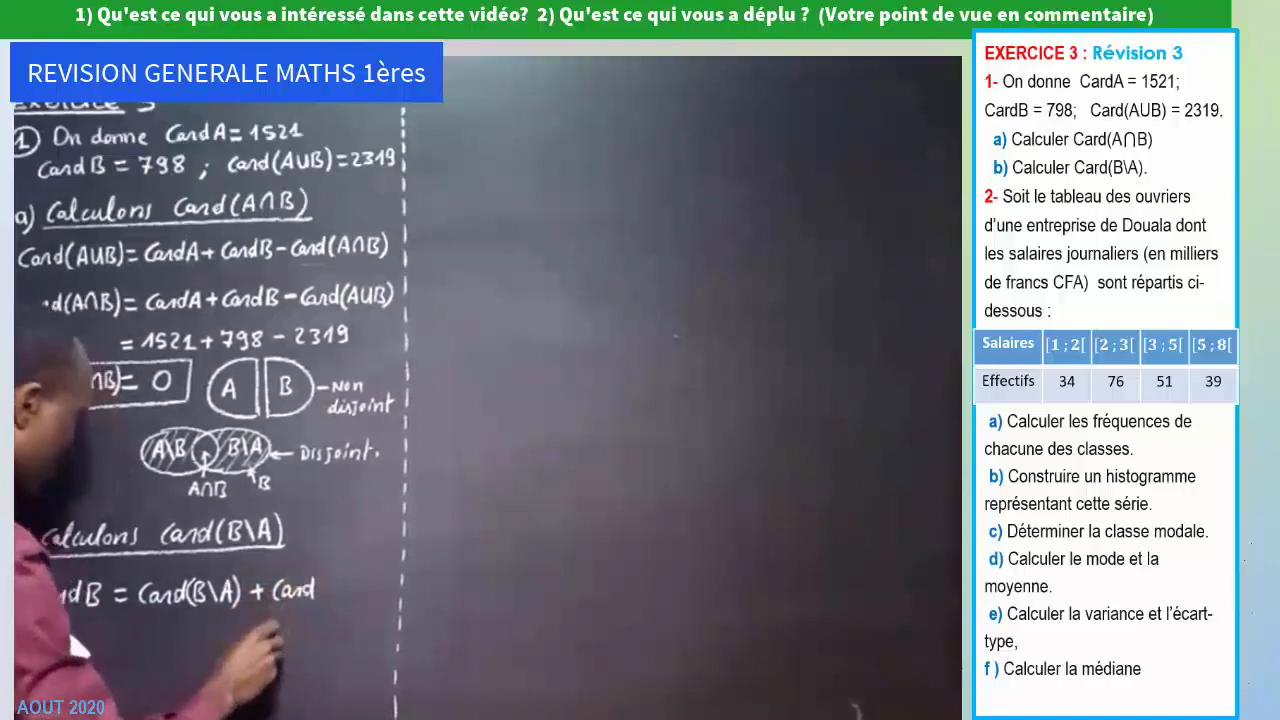 1) Qu'est ce qui vous a intéressé dans cette vidéo? 2) Qu'est ce qui vous a déplu ? (Votre point de vue en commentaire)
REVISION GENERALE MATHS 1ères
Exercice 3
1 On donne CardA = 1521
CardB = 798 ; Card(AUB) = 2319
a) Calculons Card(A∩B)
Card(AUB) = CardA + CardB - Card(A∩B)
d(A∩B) = CardA + CardB - Card(AUB)
= 1521 + 798 - 2319
∩B) = 0
A B - Non
disjoint
A\B B\A ← Disjoint.
A∩B B
Calculons Card(B\A)
dB = Card(B\A) + Card
AOUT 2020
EXERCICE 3 : Révision 3
1- On donne CardA = 1521;
CardB = 798; Card(AUB) = 2319.
a) Calculer Card(A∩B)
b) Calculer Card(B\A).
2- Soit le tableau des ouvriers
d'une entreprise de Douala dont
les salaires journaliers (en milliers
de francs CFA) sont répartis ci-
dessous :
Salaires [1 ; 2[ [2 ; 3[ [3 ; 5[ [5 ; 8[
Effectifs 34 76 51 39
a) Calculer les fréquences de
chacune des classes.
b) Construire un histogramme
représentant cette série.
c) Déterminer la classe modale.
d) Calculer le mode et la
moyenne.
e) Calculer la variance et l'écart-
type,
f ) Calculer la médiane